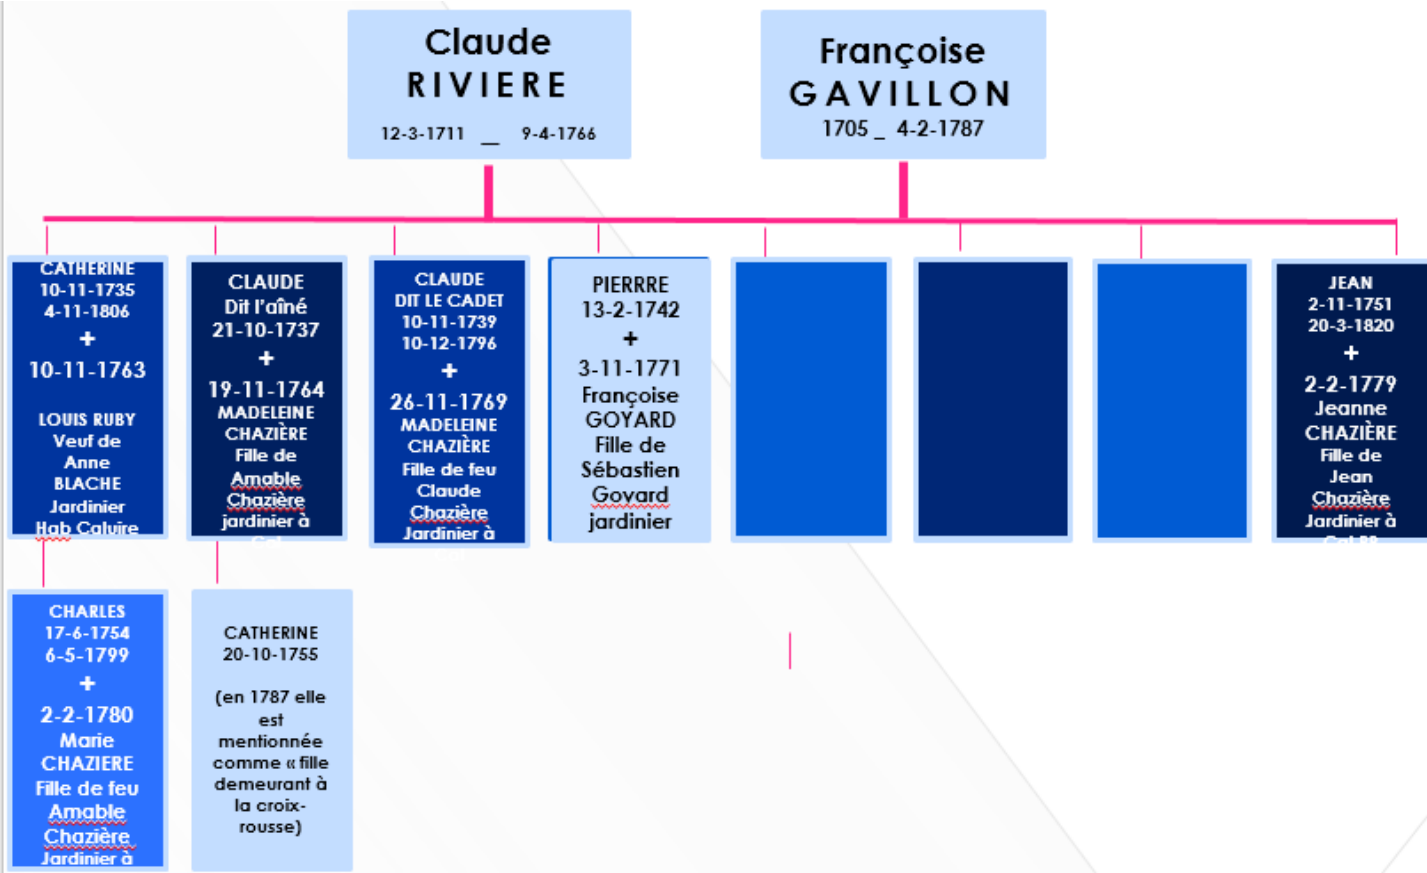 Claude
RIVIERE
12-3-1711 __ 9-4-1766
Françoise
GAVILLON
1705 _ 4-2-1787
CATHERINE
10-11-1735
4-11-1806
+
10-11-1763
LOUIS RUBY
Veuf de
Anne
BLACHE
Jardinier
Hab Caluire
CLAUDE
Dit l'aîné
21-10-1737
+
19-11-1764
MADELEINE
CHAZIÈRE
Fille de
Amable
Chazière
jardinier à
CLAUDE
DIT LE CADET
10-11-1739
10-12-1796
+
26-11-1769
MADELEINE
CHAZIÈRE
Fille de feu
Claude
Chazière
Jardinier à
PIERRRE
13-2-1742
+
3-11-1771
Françoise
GOYARD
Fille de
Sébastien
Goyard
jardinier
JEAN
2-11-1751
20-3-1820
+
2-2-1779
Jeanne
CHAZIÈRE
Fille de
Jean
Chazière
Jardinier à
CHARLES
17-6-1754
6-5-1799
+
2-2-1780
Marie
CHAZIERE
Fille de feu
Amable
Chazière
Jardinier à
CATHERINE
20-10-1755
(en 1787 elle
est
mentionnée
comme « fille
demeurant à
la croix-
rousse)